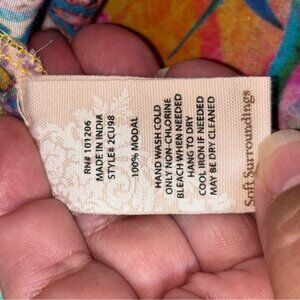 RN# 101206
MADE IN INDIA
STYLE# 2CU98
100% MODAL
HAND WASH COLD
ONLY NON-CHLORINE
BLEACH WHEN NEEDED
HANG TO DRY
COOL IRON IF NEEDED
MAY BE DRY CLEANED
Soft Surroundings